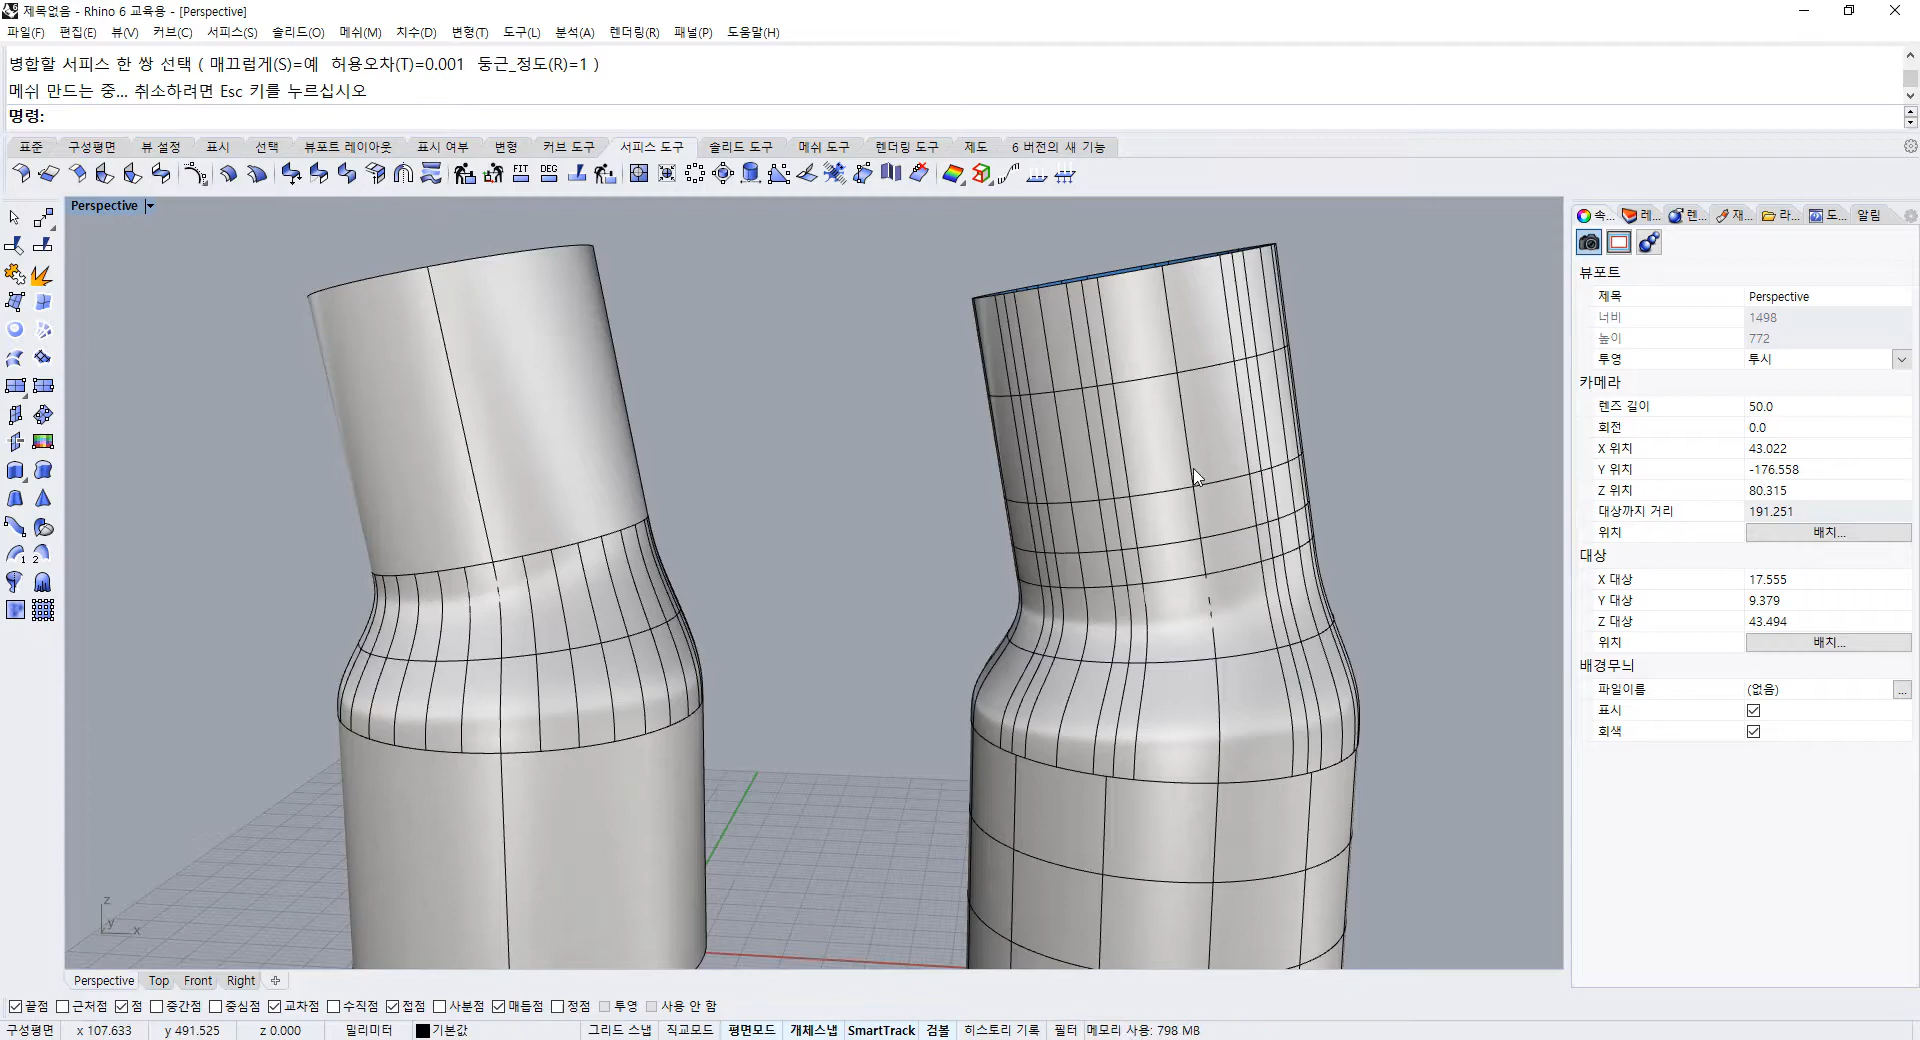 제목없음 - Rhino 6 교육용 - [Perspective]
파일(F) 편집(E) 뷰(V) 커브(C) 서피스(S) 솔리드(O) 메쉬(M) 치수(D) 변형(T) 도구(L) 분석(A) 렌더링(R) 패널(P) 도움말(H)
병합할 서피스 한 쌍 선택 ( 매끄럽게(S)=예 허용오차(T)=0.001 둥근_정도(R)=1 )
메쉬 만드는 중... 취소하려면 Esc 키를 누르십시오
명령:
표준 구성평면 뷰 설정 표시 선택 뷰포트 레이아웃 표시 여부 변형 커브 도구 서피스 도구 솔리드 도구 메쉬 도구 렌더링 도구 제도 6 버전의 새 기능
FIT DEG
Perspective
속... 레... 렌... 재... 라... 도... 알림
뷰포트
제목 Perspective
너비 1498
높이 772
투영 투시
카메라
렌즈 길이 50.0
회전 0.0
X 위치 43.022
Y 위치 -176.558
Z 위치 80.315
대상까지 거리 191.251
위치 배치...
대상
X 대상 17.555
Y 대상 9.379
Z 대상 43.494
위치 배치...
배경무늬
파일이름 (없음) ...
표시
회색
1 2
z
y x
Perspective Top Front Right
끝점 근처점 점 중간점 중심점 교차점 수직점 접점 사분점 매듭점 정점 투영 사용 안 함
구성평면 x 107.633 y 491.525 z 0.000 밀리미터 기본값 그리드 스냅 직교모드 평면모드 개체스냅 SmartTrack 검볼 히스토리 기록 필터 메모리 사용: 798 MB